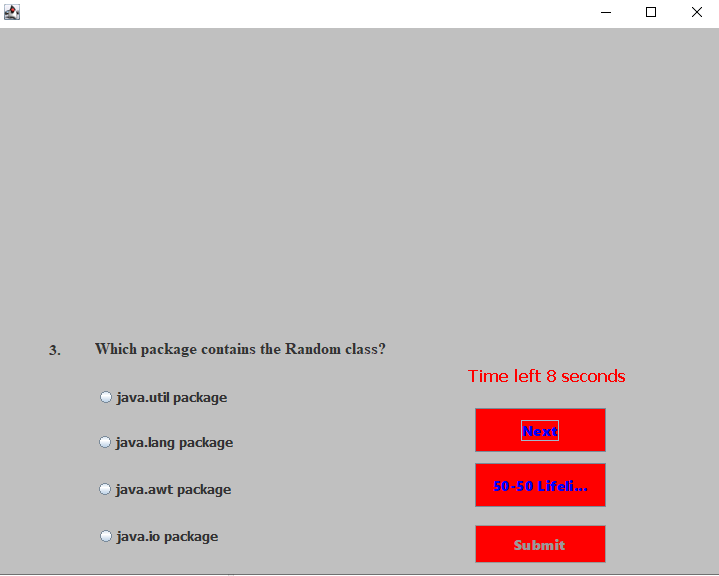 3. Which package contains the Random class?
Time left 8 seconds
java.util package
Next
java.lang package
java.awt package
50-50 Lifeli...
java.io package
Submit